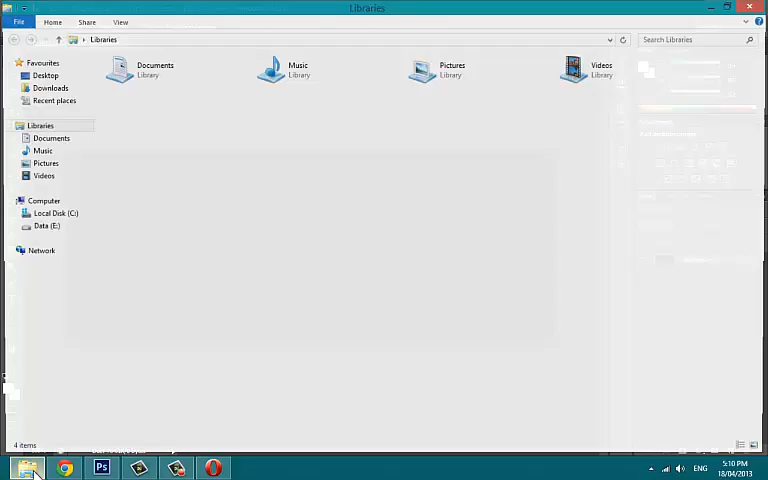 Libraries
File Home Share View
Libraries
Search Libraries
Favourites
Desktop
Downloads
Recent places
Libraries
Documents
Music
Pictures
Videos
Computer
Local Disk (C:)
Data (E:)
Network
Documents
Library
Music
Library
Pictures
Library
Videos
Library
4 items
Ps
ENG
5:10 PM
18/04/2013